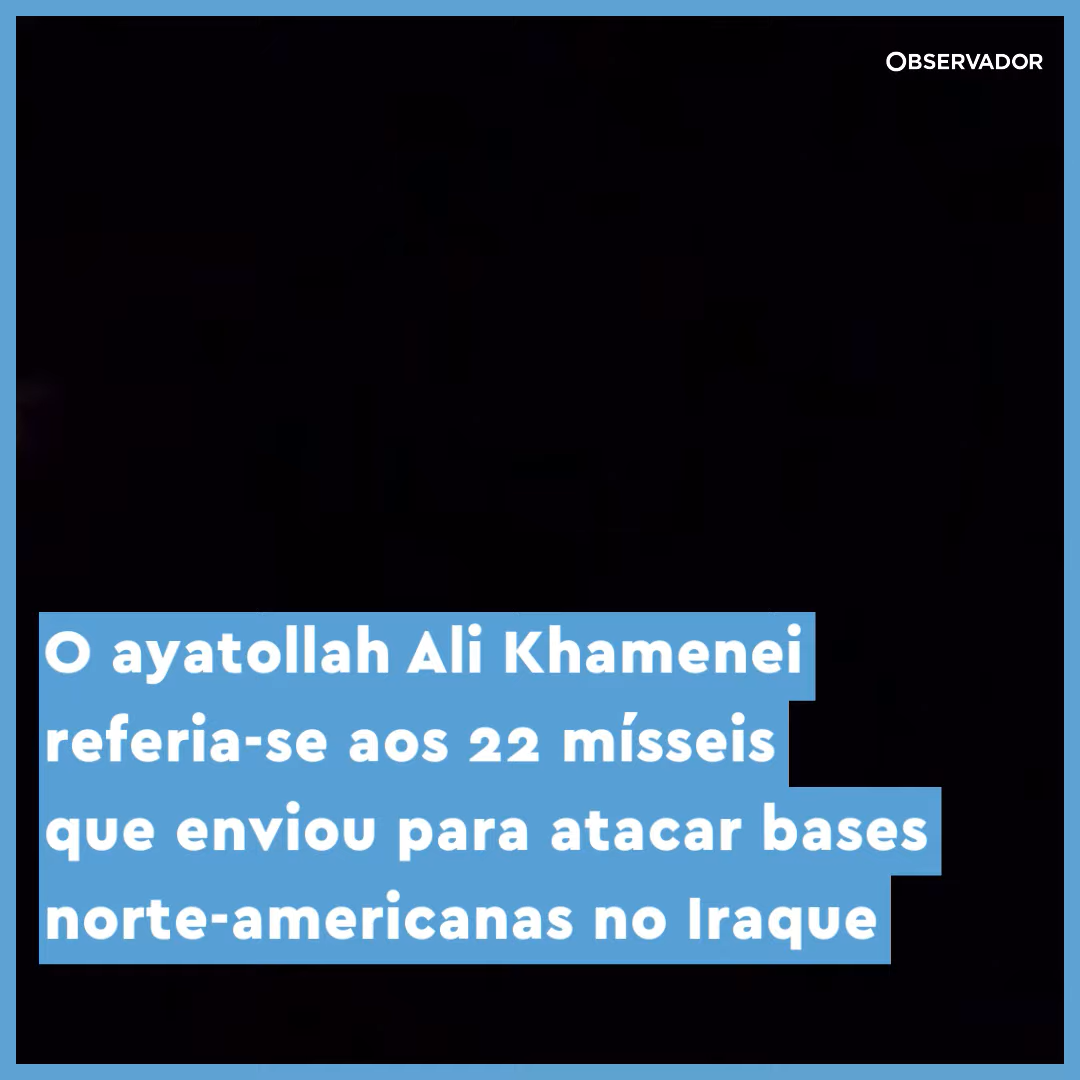 OBSERVADOR
O ayatollah Ali Khamenei
referia-se aos 22 mísseis
que enviou para atacar bases
norte-americanas no Iraque